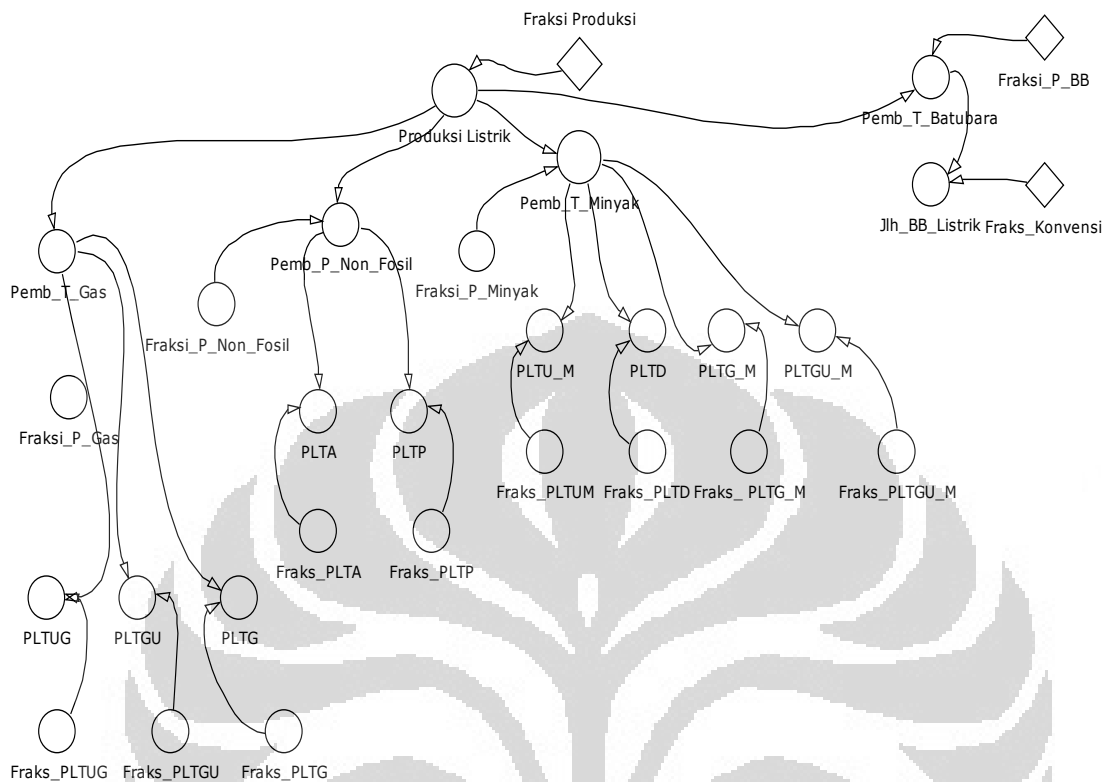 Fraksi Produksi
Fraksi_P_BB
Pemb_T_Batubara
Produksi Listrik
Pemb_T_Minyak
Jlh_BB_Listrik
Fraks_Konvensi
Pemb_P_Non_Fosil
Pemb_T_Gas
Fraksi_P_Minyak
Fraksi_P_Non_Fosil
PLTU_M
PLTD
PLTG_M
PLTGU_M
Fraksi_P_Gas
PLTA
PLTP
Fraks_PLTUM
Fraks_PLTD
Fraks_ PLTG_M
Fraks_PLTGU_M
Fraks_PLTA
Fraks_PLTP
PLTUG
PLTGU
PLTG
Fraks_PLTUG
Fraks_PLTGU
Fraks_PLTG